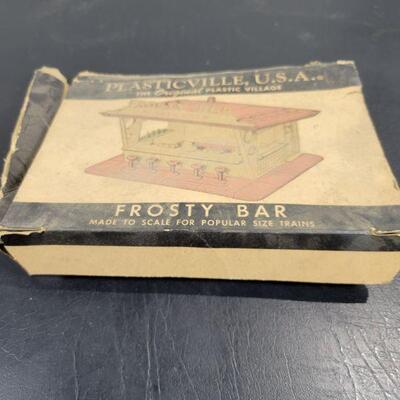 PLASTICVILLE, U.S.A.®
THE Original PLASTIC VILLAGE
FROSTY BAR
MADE TO SCALE FOR POPULAR SIZE TRAINS